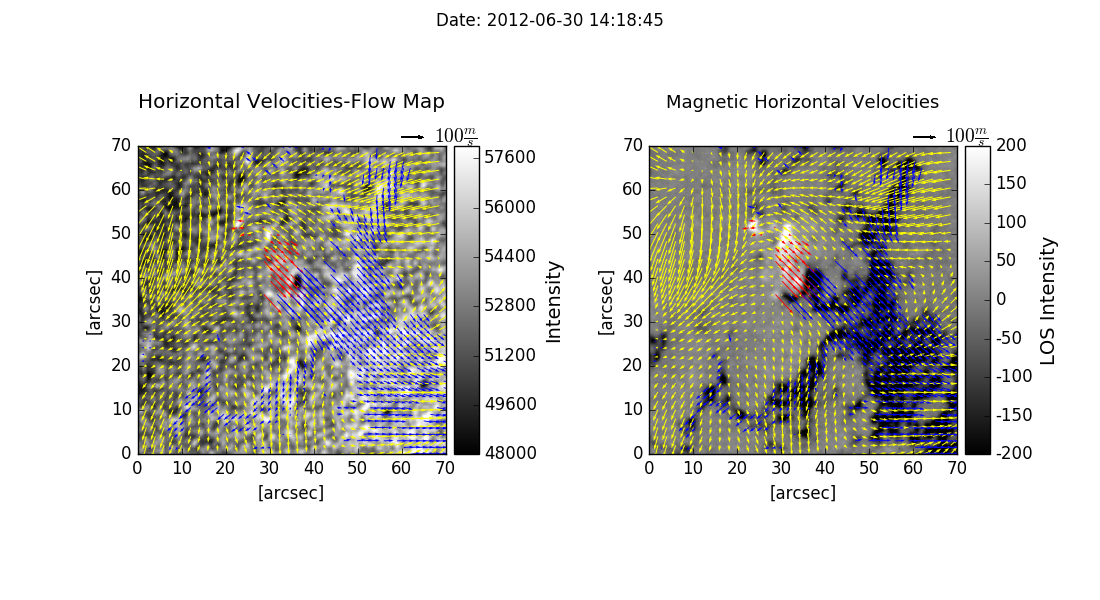 Date: 2012-06-30 14:18:45
Horizontal Velocities-Flow Map
100 m/s
70
60
50
40
30
20
10
0
[arcsec]
0 10 20 30 40 50 60 70
[arcsec]
57600
56000
54400
52800
51200
49600
48000
Intensity
Magnetic Horizontal Velocities
100 m/s
70
60
50
40
30
20
10
0
[arcsec]
0 10 20 30 40 50 60 70
[arcsec]
200
150
100
50
0
-50
-100
-150
-200
LOS Intensity